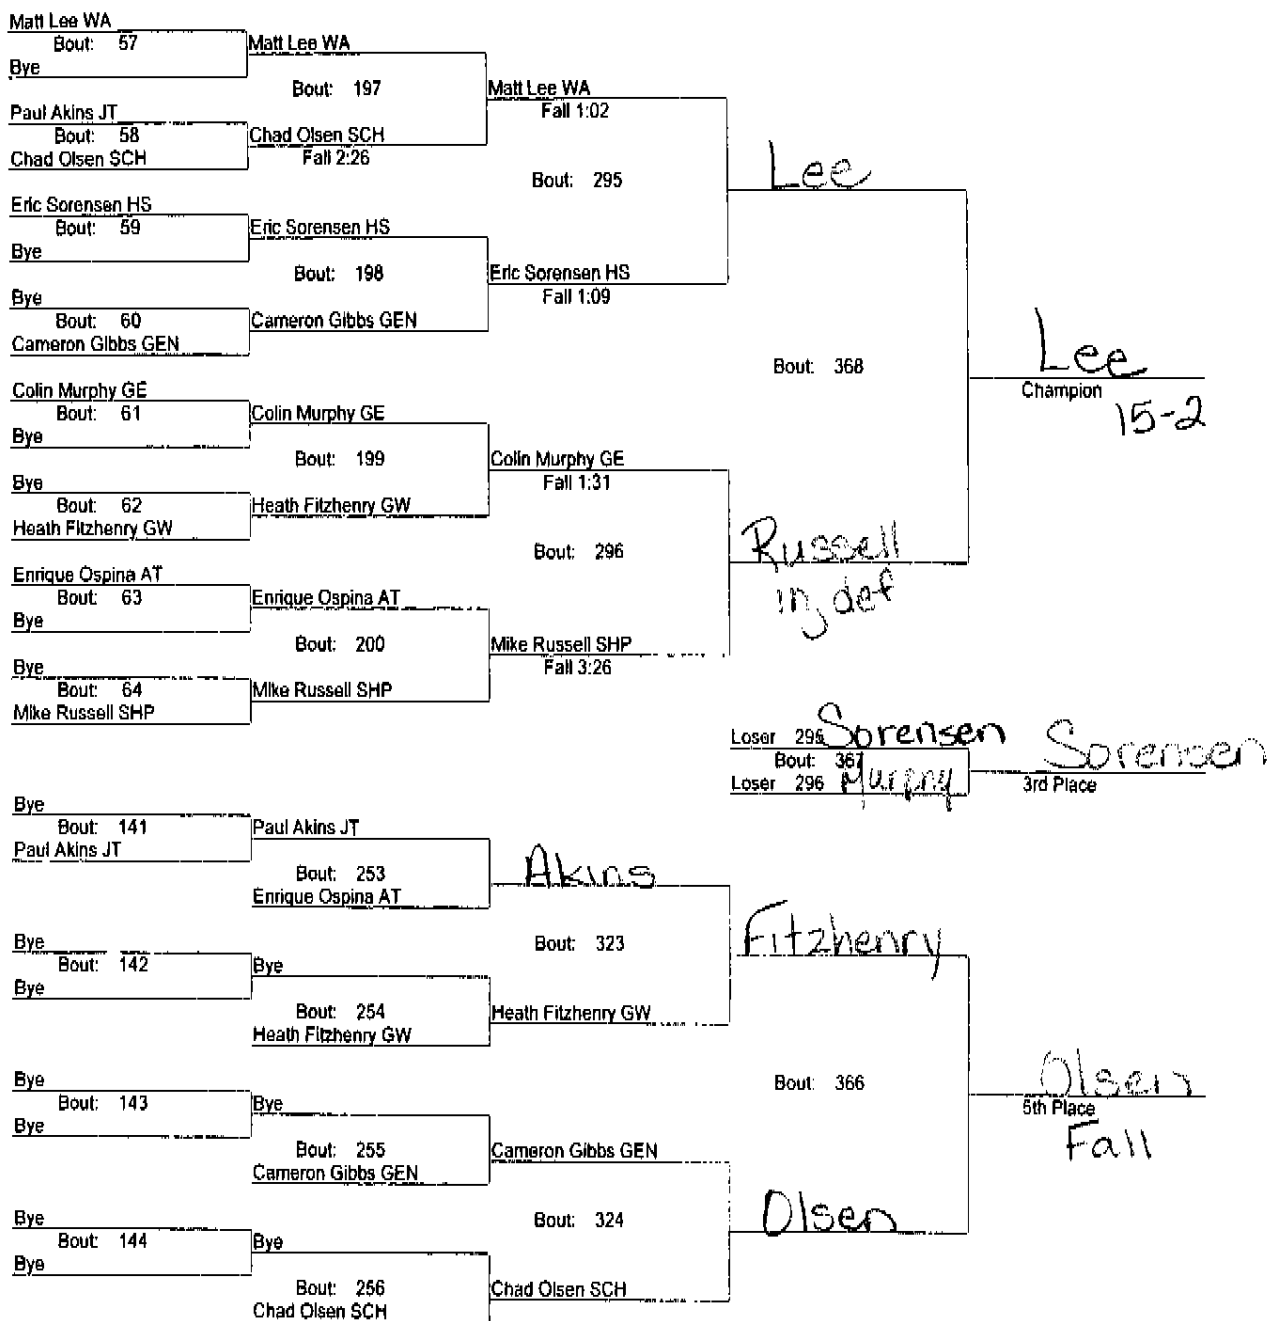 Matt Lee WA
Bout: 57
Bye
Matt Lee WA
Bout: 197
Paul Akins JT
Bout: 58
Chad Olsen SCH
Chad Olsen SCH
Fall 2:26
Matt Lee WA
Fall 1:02
Bout: 295
Eric Sorensen HS
Bout: 59
Bye
Eric Sorensen HS
Bout: 198
Bye
Bout: 60
Cameron Gibbs GEN
Cameron Gibbs GEN
Eric Sorensen HS
Fall 1:09
Lee
Bout: 368
Colin Murphy GE
Bout: 61
Bye
Colin Murphy GE
Bout: 199
Bye
Bout: 62
Heath Fitzhenry GW
Heath Fitzhenry GW
Colin Murphy GE
Fall 1:31
Bout: 296
Enrique Ospina AT
Bout: 63
Bye
Enrique Ospina AT
Bout: 200
Bye
Bout: 64
Mike Russell SHP
Mike Russell SHP
Mike Russell SHP
Fall 3:26
Russell
inj def
Lee
Champion
15-2
Loser 295 Sorensen
Bout: 367
Loser 296 Murphy
Sorensen
3rd Place
Bye
Bout: 141
Paul Akins JT
Paul Akins JT
Bout: 253
Enrique Ospina AT
Akins
Bout: 323
Bye
Bout: 142
Bye
Bye
Bout: 254
Heath Fitzhenry GW
Heath Fitzhenry GW
Fitzhenry
Bout: 366
Bye
Bout: 143
Bye
Bye
Bout: 255
Cameron Gibbs GEN
Cameron Gibbs GEN
Bout: 324
Bye
Bout: 144
Bye
Bye
Bout: 256
Chad Olsen SCH
Chad Olsen SCH
Olsen
Olsen
5th Place
Fall